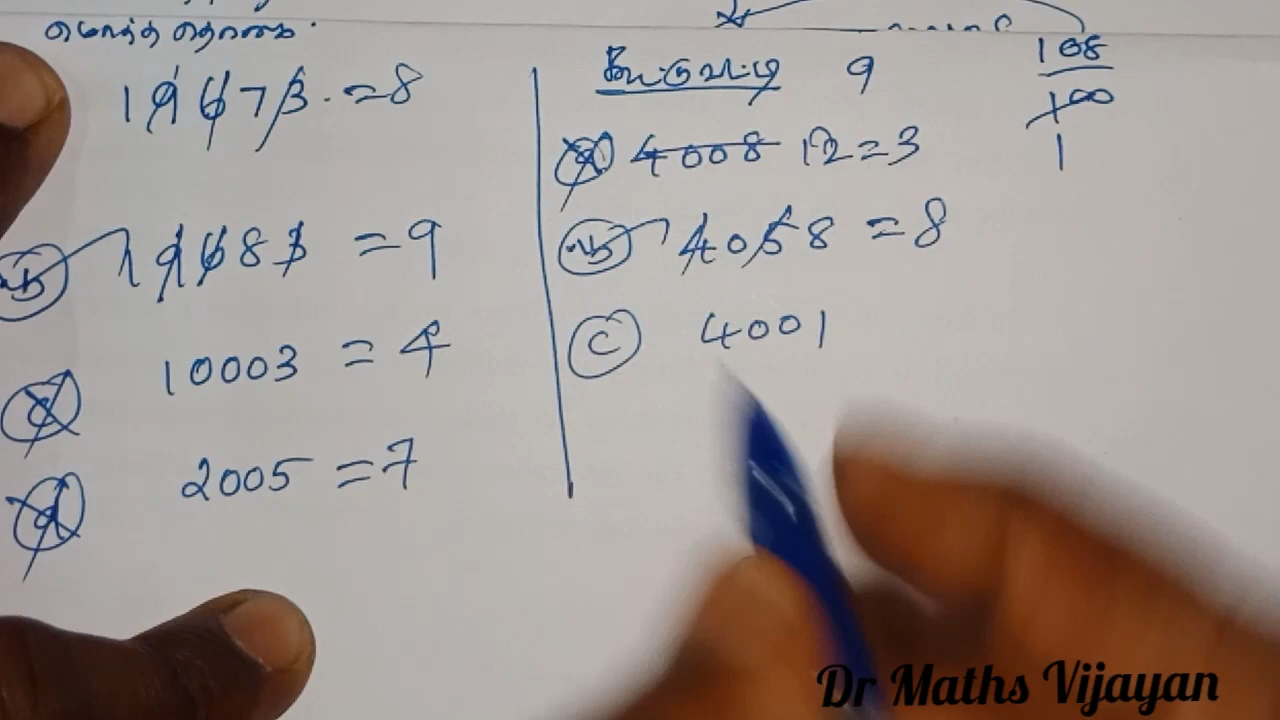 மொத்த தொகை.
19673. = 8
19683 = 9
10003 = 4
2005 = 7
கூட்டுவட்டி 9
108
100
1
4008 12 = 3
4058 = 8
C 4001
Dr Maths Vijayan